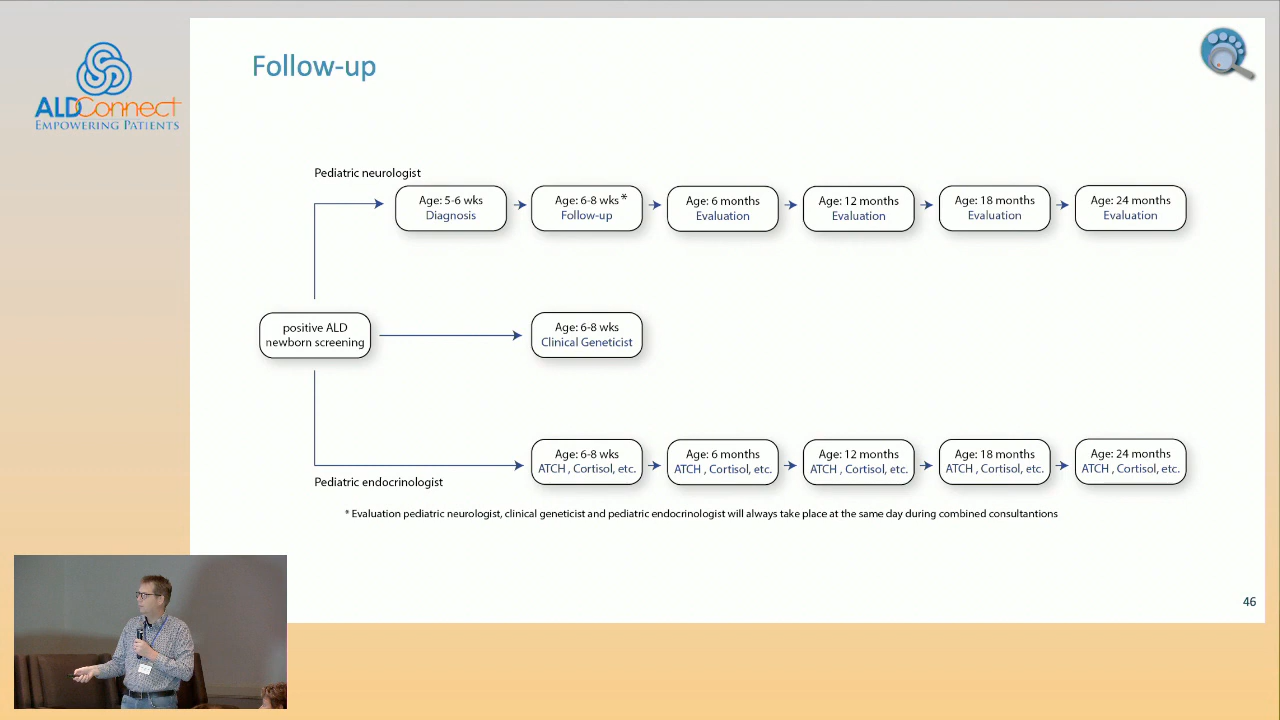 ALDConnect
EMPOWERING PATIENTS
Follow-up
Pediatric neurologist
Age: 5-6 wks
Diagnosis
Age: 6-8 wks*
Follow-up
Age: 6 months
Evaluation
Age: 12 months
Evaluation
Age: 18 months
Evaluation
Age: 24 months
Evaluation
positive ALD
newborn screening
Age: 6-8 wks
Clinical Geneticist
Age: 6-8 wks
ATCH , Cortisol, etc.
Age: 6 months
ATCH , Cortisol, etc.
Age: 12 months
ATCH , Cortisol, etc.
Age: 18 months
ATCH , Cortisol, etc.
Age: 24 months
ATCH , Cortisol, etc.
Pediatric endocrinologist
* Evaluation pediatric neurologist, clinical geneticist and pediatric endocrinologist will always take place at the same day during combined consultantions
46